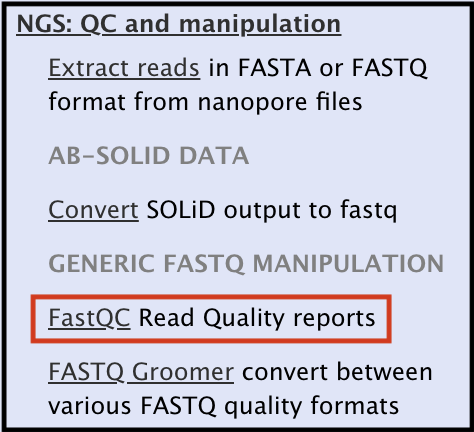 NGS: QC and manipulation
Extract reads in FASTA or FASTQ
format from nanopore files
AB-SOLID DATA
Convert SOLiD output to fastq
GENERIC FASTQ MANIPULATION
FastQC Read Quality reports
FASTQ Groomer convert between
various FASTQ quality formats